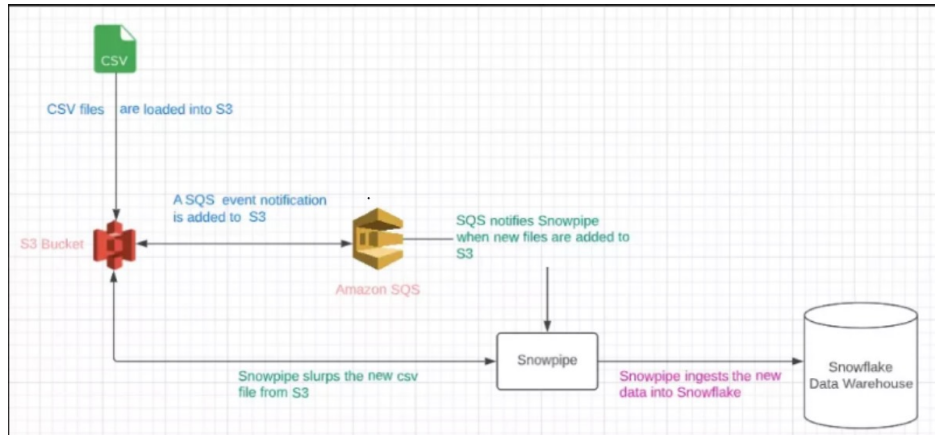 CSV
CSV files are loaded into S3
A SQS event notification
is added to S3
SQS notifies Snowpipe
when new files are added to
S3
S3 Bucket
Amazon SQS
Snowpipe
Snowflake
Data Warehouse
Snowpipe slurps the new csv
file from S3
Snowpipe ingests the new
data into Snowflake